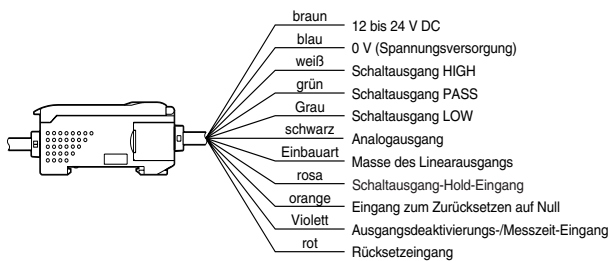 braun 12 bis 24 V DC
blau 0 V (Spannungsversorgung)
weiß Schaltausgang HIGH
grün Schaltausgang PASS
Grau Schaltausgang LOW
schwarz Analogausgang
Einbauart Masse des Linearausgangs
rosa Schaltausgang-Hold-Eingang
orange Eingang zum Zurücksetzen auf Null
Violett Ausgangsdeaktivierungs-/Messzeit-Eingang
rot Rücksetzeingang